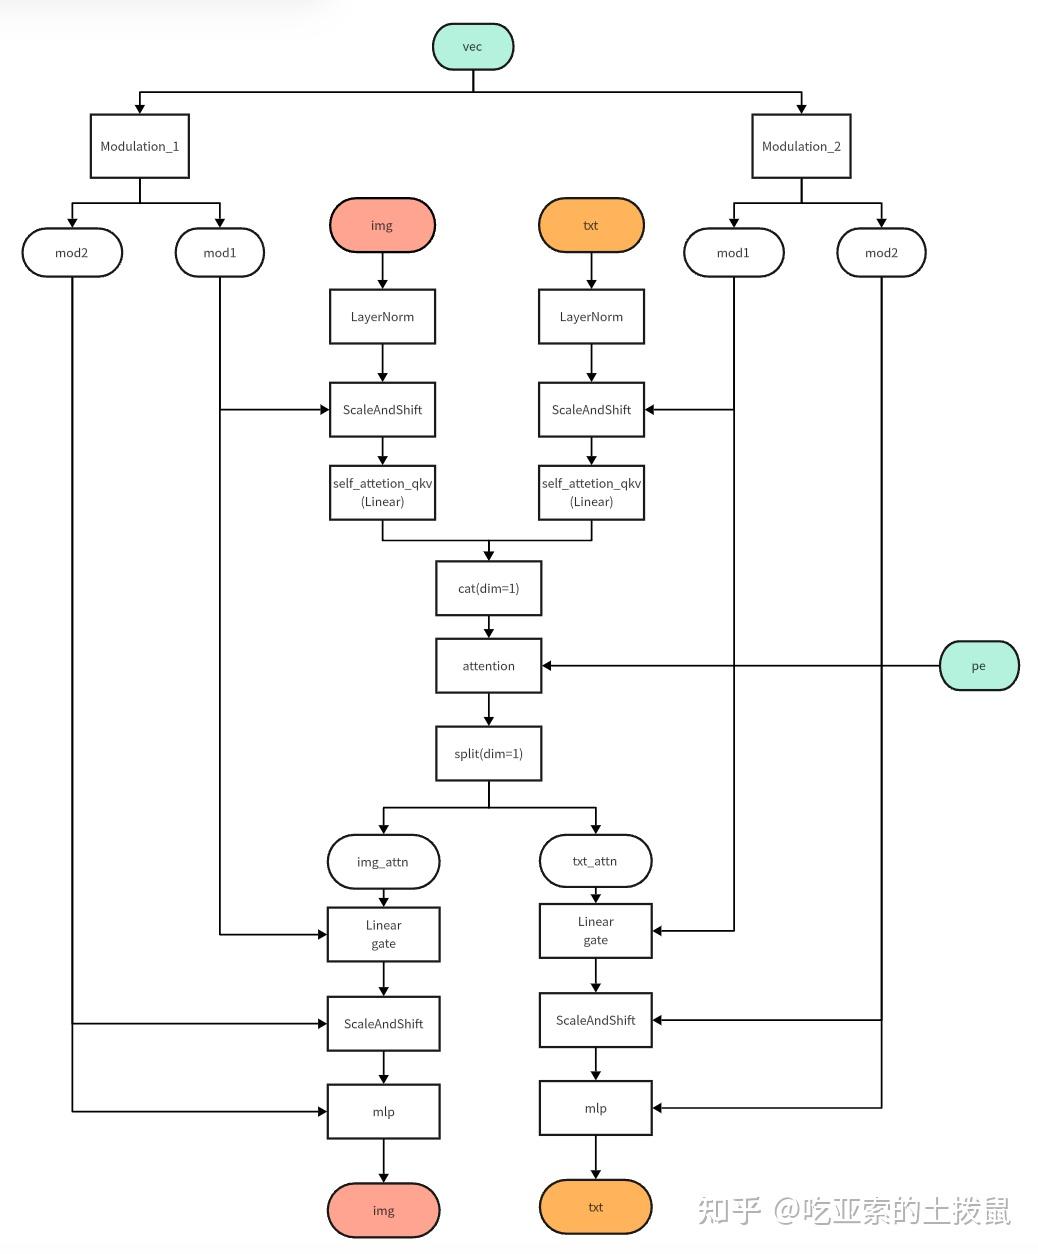 vec
Modulation_1
Modulation_2
img
txt
mod2
mod1
mod1
mod2
LayerNorm
LayerNorm
ScaleAndShift
ScaleAndShift
self_attetion_qkv
(Linear)
self_attetion_qkv
(Linear)
cat(dim=1)
attention
pe
split(dim=1)
img_attn
txt_attn
Linear
gate
Linear
gate
ScaleAndShift
ScaleAndShift
mlp
mlp
img
txt
知乎 @吃亚索的土拨鼠